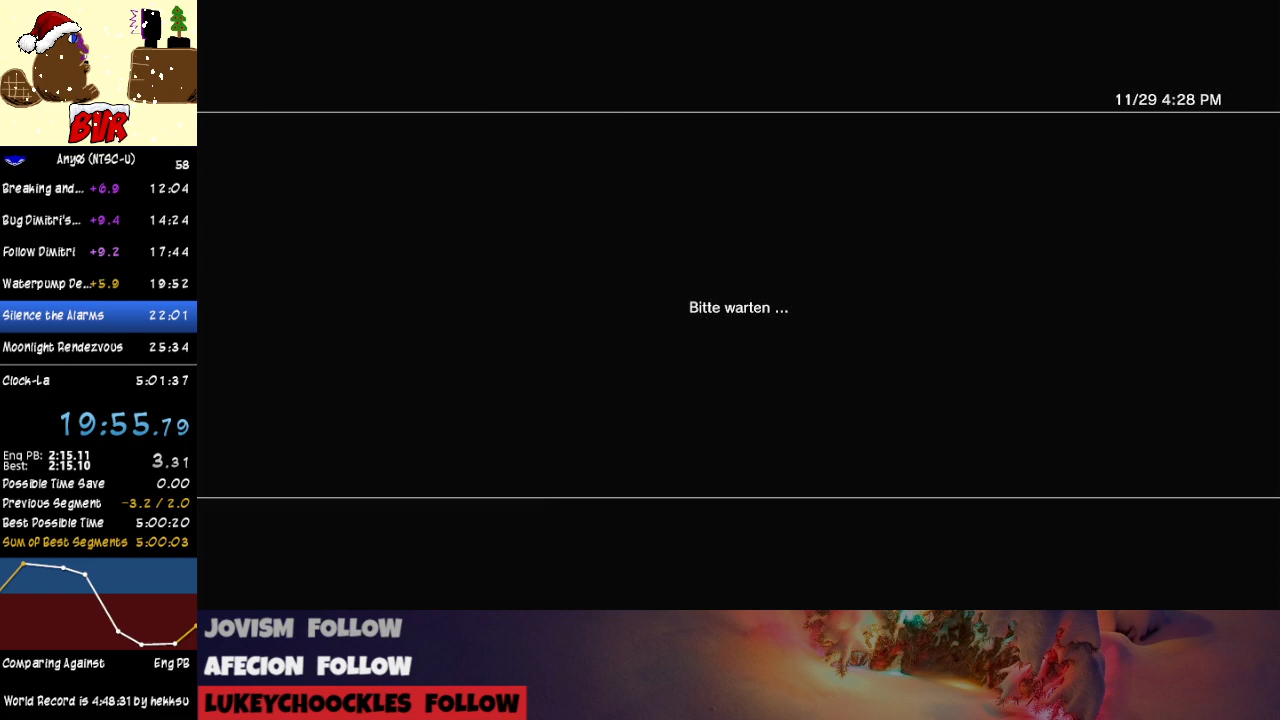 BVR
Any% (NTSC-U)
58
Breaking and... +6.9 12:04
Bug Dimitri's... +9.4 14:24
Follow Dimitri +9.2 17:44
Waterpump De... +5.9 19:52
Silence the Alarms 22:01
Moonlight Rendezvous 25:34
Clock-La 5:01:37
19:55.79
Eng PB: 2:15.11
Best: 2:15.10
3.31
Possible Time Save 0.00
Previous Segment -3.2 / 2.0
Best Possible Time 5:00:20
Sum of Best Segments 5:00:03
Comparing Against Eng PB
World Record is 4:48:31 by hekksu
11/29 4:28 PM
Bitte warten ...
JOVISM FOLLOW
AFECION FOLLOW
LUKEYCHOOCKLES FOLLOW